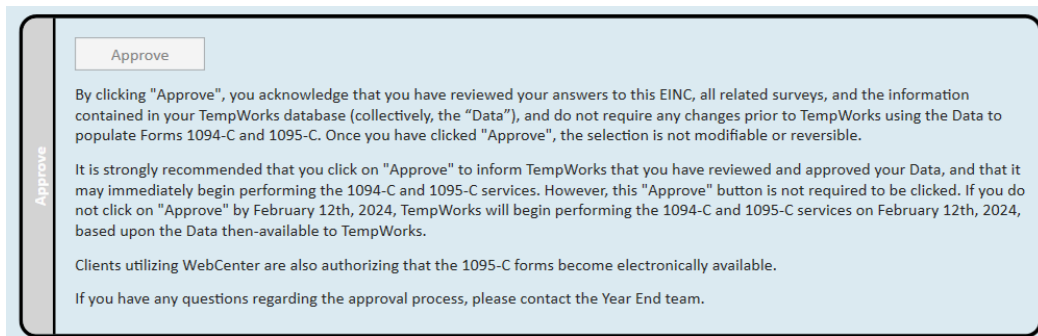 Approve
Approve
By clicking "Approve", you acknowledge that you have reviewed your answers to this EINC, all related surveys, and the information
contained in your TempWorks database (collectively, the “Data”), and do not require any changes prior to TempWorks using the Data to
populate Forms 1094-C and 1095-C. Once you have clicked "Approve", the selection is not modifiable or reversible.
It is strongly recommended that you click on "Approve" to inform TempWorks that you have reviewed and approved your Data, and that it
may immediately begin performing the 1094-C and 1095-C services. However, this "Approve" button is not required to be clicked. If you do
not click on "Approve" by February 12th, 2024, TempWorks will begin performing the 1094-C and 1095-C services on February 12th, 2024,
based upon the Data then-available to TempWorks.
Clients utilizing WebCenter are also authorizing that the 1095-C forms become electronically available.
If you have any questions regarding the approval process, please contact the Year End team.